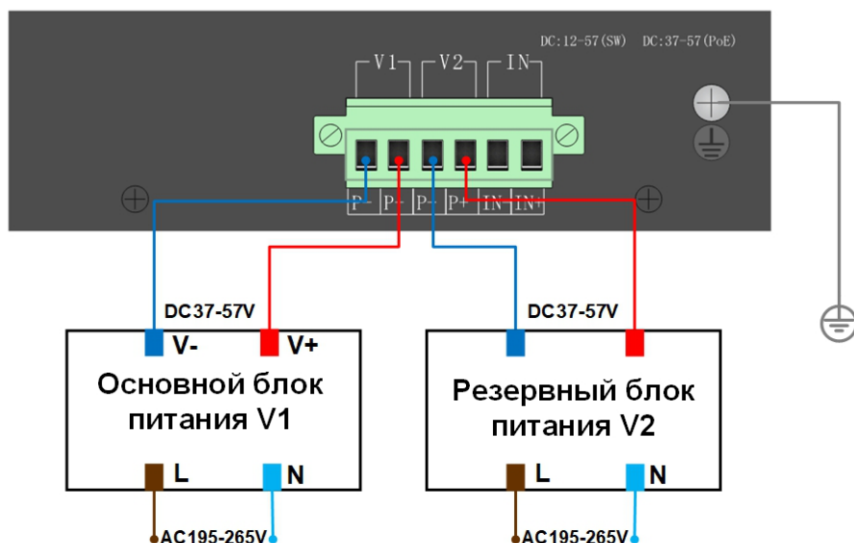 DC:12-57(SW) DC:37-57(PoE)
V1 V2 IN
P- P+ P- P+ IN- IN+
DC37-57V DC37-57V
V- V+
Основной блок
питания V1
Резервный блок
питания V2
L N L N
AC195-265V AC195-265V